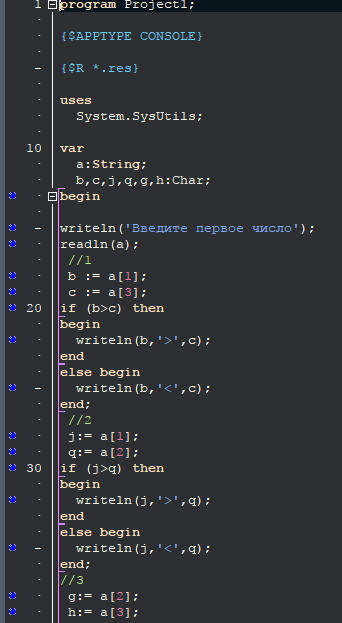 1 program Project1;
{$APPTYPE CONSOLE}
{$R *.res}
uses
System.SysUtils;
10 var
a:String;
b,c,j,q,g,h:Char;
begin
writeln('Введите первое число');
readln(a);
//1
b := a[1];
c := a[3];
20 if (b>c) then
begin
writeln(b,'>',c);
end
else begin
writeln(b,'<',c);
end;
//2
j:= a[1];
q:= a[2];
30 if (j>q) then
begin
writeln(j,'>',q);
end
else begin
writeln(j,'<',q);
end;
//3
g:= a[2];
h:= a[3];